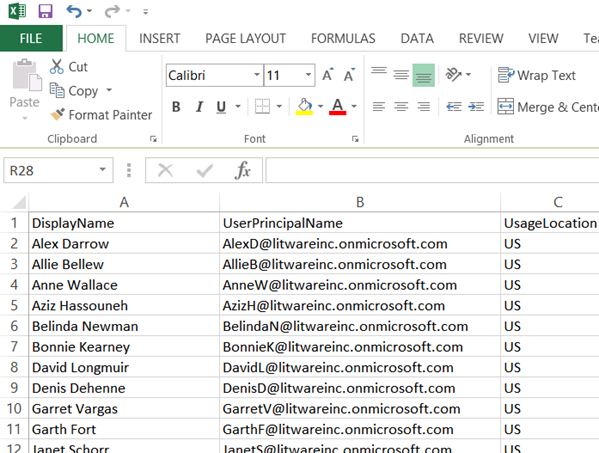 FILE HOME INSERT PAGE LAYOUT FORMULAS DATA REVIEW VIEW Te
Cut
Copy
Format Painter
Paste
Clipboard
Calibri 11 A A
B I U A
Font
Wrap Text
Merge & Cente
Alignment
R28 fx
A B C
1 DisplayName UserPrincipalName UsageLocation
2 Alex Darrow AlexD@litwareinc.onmicrosoft.com US
3 Allie Bellew AllieB@litwareinc.onmicrosoft.com US
4 Anne Wallace AnneW@litwareinc.onmicrosoft.com US
5 Aziz Hassouneh AzizH@litwareinc.onmicrosoft.com US
6 Belinda Newman BelindaN@litwareinc.onmicrosoft.com US
7 Bonnie Kearney BonnieK@litwareinc.onmicrosoft.com US
8 David Longmuir DavidL@litwareinc.onmicrosoft.com US
9 Denis Dehenne DenisD@litwareinc.onmicrosoft.com US
10 Garret Vargas GarretV@litwareinc.onmicrosoft.com US
11 Garth Fort GarthF@litwareinc.onmicrosoft.com US
12 Janet Schorr JanetS@litwareinc.onmicrosoft.com US